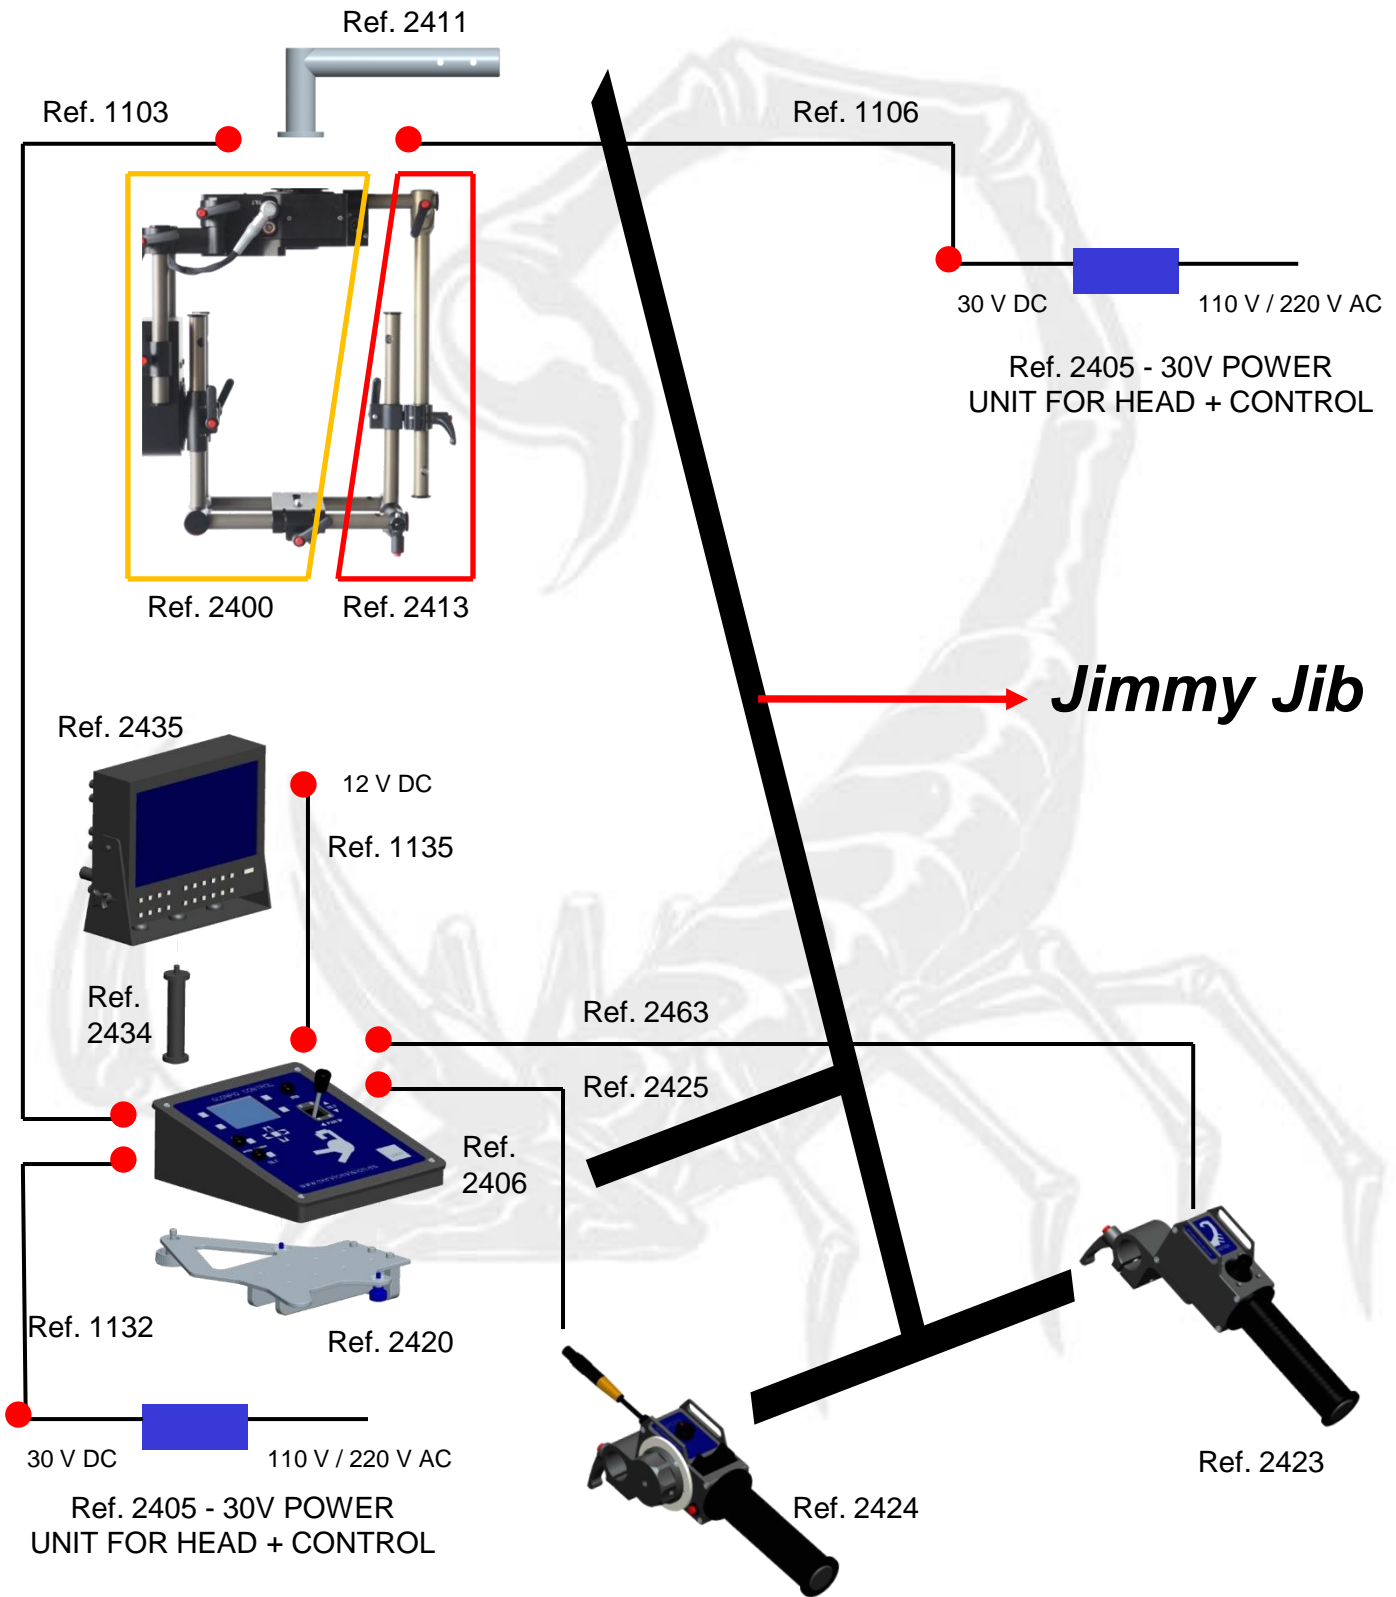 Ref. 2411
Ref. 1103
Ref. 1106
30 V DC
110 V / 220 V AC
Ref. 2405 - 30V POWER
UNIT FOR HEAD + CONTROL
Ref. 2400
Ref. 2413
Jimmy Jib
Ref. 2435
12 V DC
Ref. 1135
Ref.
2434
Ref. 2463
Ref. 2425
Ref.
2406
Ref. 1132
Ref. 2420
30 V DC
110 V / 220 V AC
Ref. 2405 - 30V POWER
UNIT FOR HEAD + CONTROL
Ref. 2423
Ref. 2424